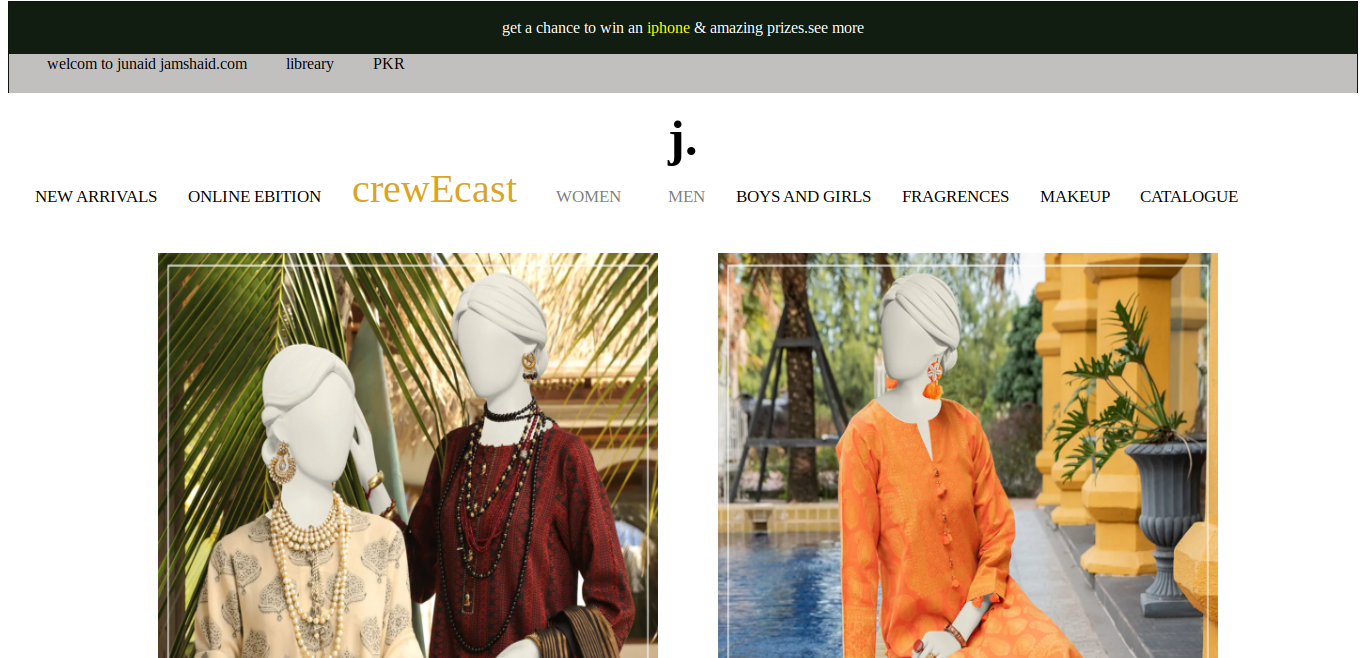 get a chance to win an iphone & amazing prizes.see more
welcom to junaid jamshaid.com libreary PKR
j.
NEW ARRIVALS ONLINE EBITION crewEcast WOMEN MEN BOYS AND GIRLS FRAGRENCES MAKEUP CATALOGUE